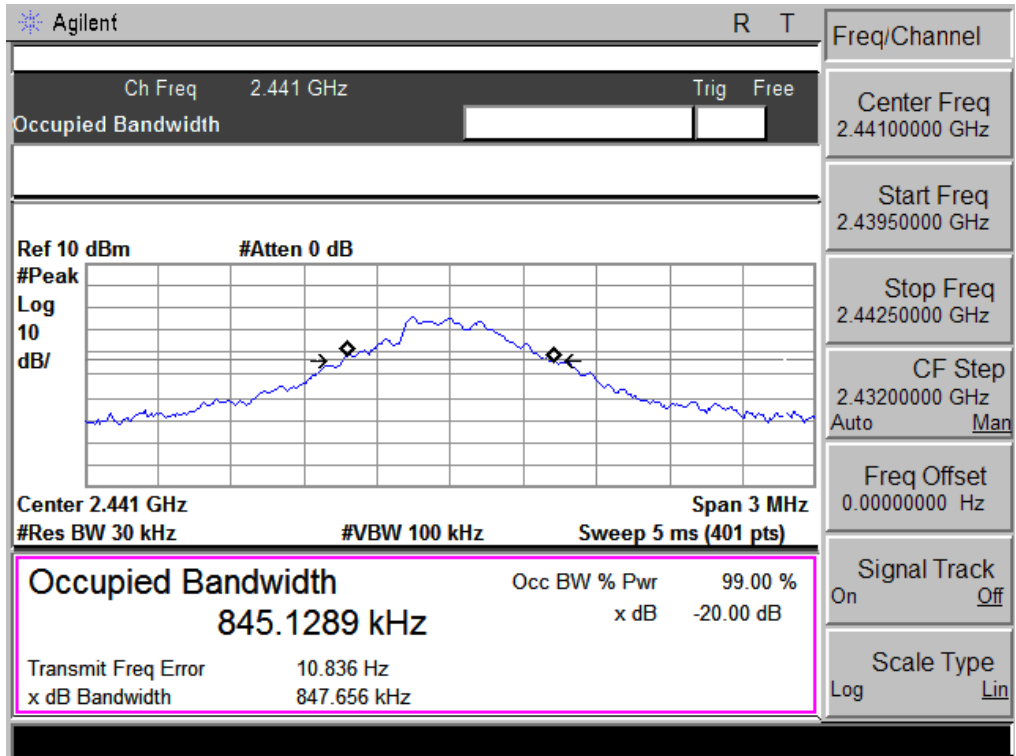 Agilent
R T
Ch Freq 2.441 GHz Trig Free
Occupied Bandwidth
Ref 10 dBm #Atten 0 dB
#Peak
Log
10
dB/
Center 2.441 GHz Span 3 MHz
#Res BW 30 kHz #VBW 100 kHz Sweep 5 ms (401 pts)
Occupied Bandwidth
845.1289 kHz
Occ BW % Pwr 99.00 %
x dB -20.00 dB
Transmit Freq Error 10.836 Hz
x dB Bandwidth 847.656 kHz
Freq/Channel
Center Freq
2.44100000 GHz
Start Freq
2.43950000 GHz
Stop Freq
2.44250000 GHz
CF Step
2.43200000 GHz
Auto Man
Freq Offset
0.00000000 Hz
Signal Track
On Off
Scale Type
Log Lin